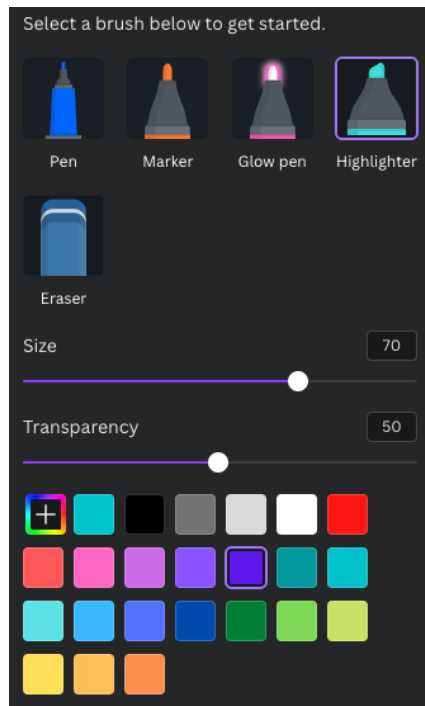 Select a brush below to get started.
Pen Marker Glow pen Highlighter
Eraser
Size 70
Transparency 50